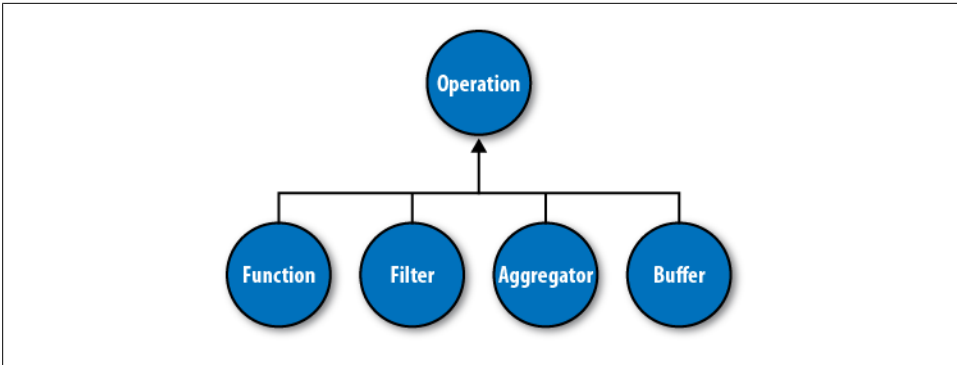 Operation
Function
Filter
Aggregator
Buffer